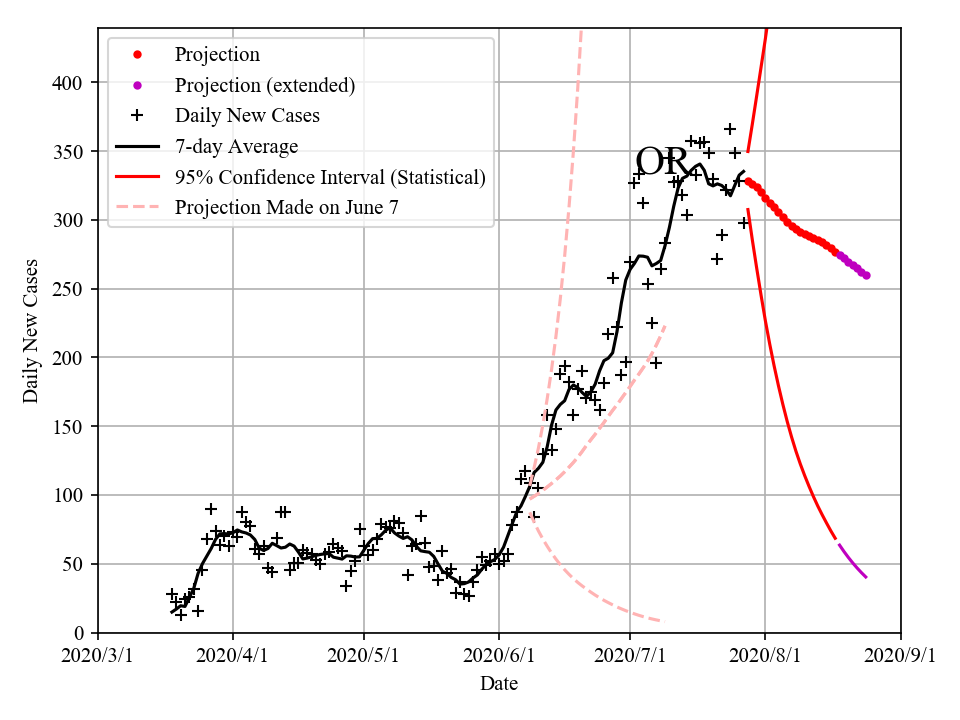 Projection
Projection (extended)
Daily New Cases
7-day Average
95% Confidence Interval (Statistical)
Projection Made on June 7
OR
400
350
300
250
200
150
100
50
0
Daily New Cases
2020/3/1 2020/4/1 2020/5/1 2020/6/1 2020/7/1 2020/8/1 2020/9/1
Date